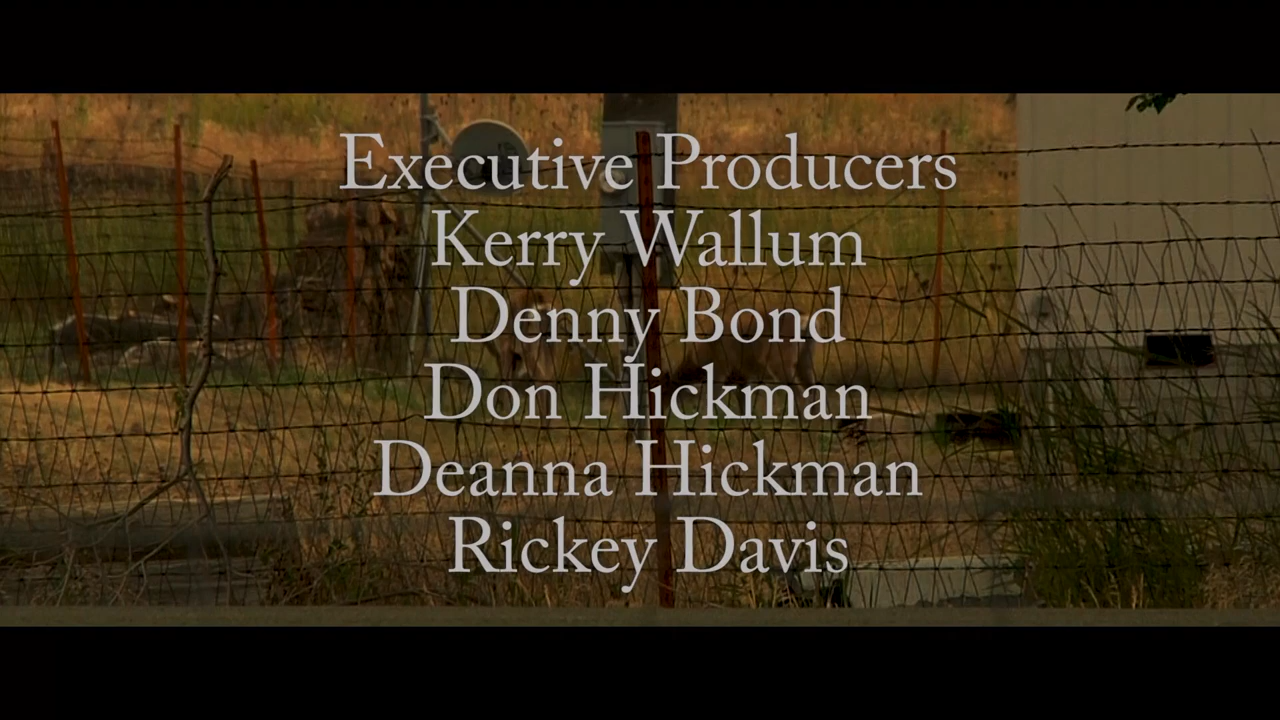 Executive Producers
Kerry Wallum
Denny Bond
Don Hickman
Deanna Hickman
Rickey Davis